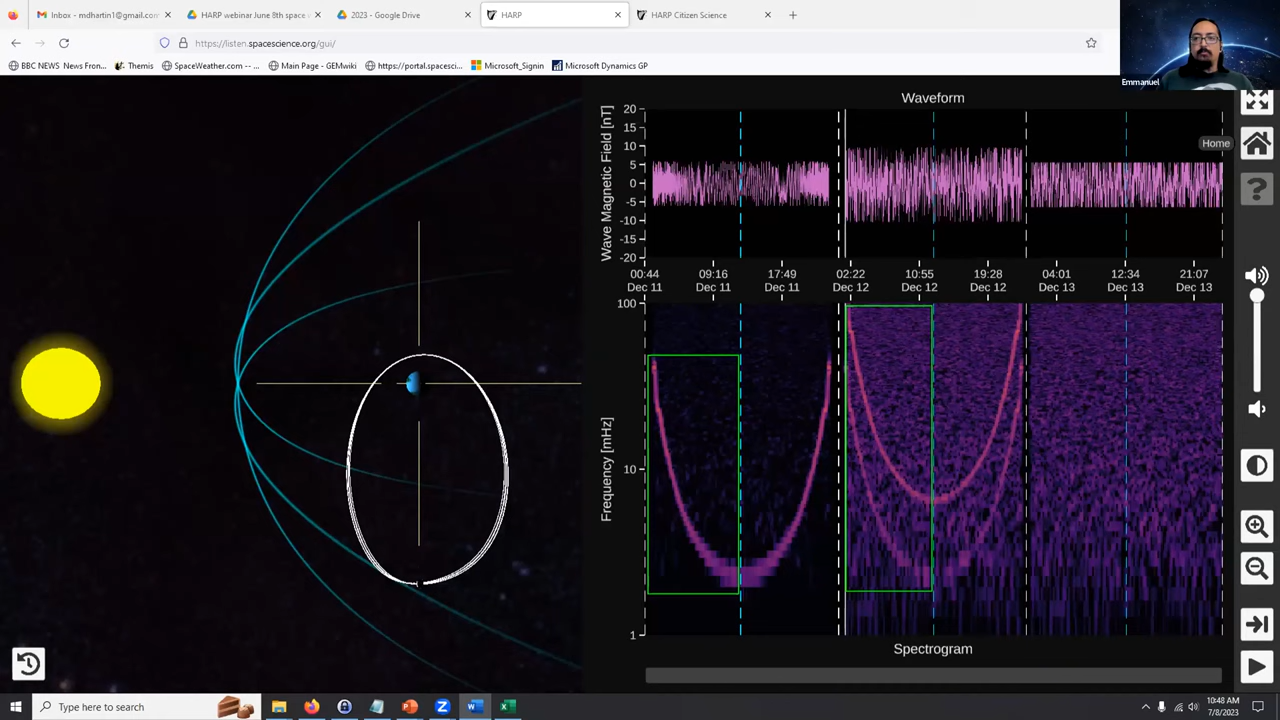 Inbox - mdhartin1@gmail.com
HARP webinar June 8th space
2023 - Google Drive
HARP
HARP Citizen Science
https://listen.spacescience.org/gui/
BBC NEWS News Fron...
Themis
SpaceWeather.com -...
Main Page - GEMwiki
https://portal.spacesci...
Microsoft_Signin
Microsoft Dynamics GP
Emmanuel
Waveform
Home
Wave Magnetic Field [nT]
20
15
10
5
0
-5
-10
-15
-20
00:44 09:16 17:49 02:22 10:55 19:28 04:01 12:34 21:07
Dec 11 Dec 11 Dec 11 Dec 12 Dec 12 Dec 12 Dec 13 Dec 13 Dec 13
Frequency [mHz]
100
10
1
Spectrogram
Type here to search
10:48 AM
7/8/2023